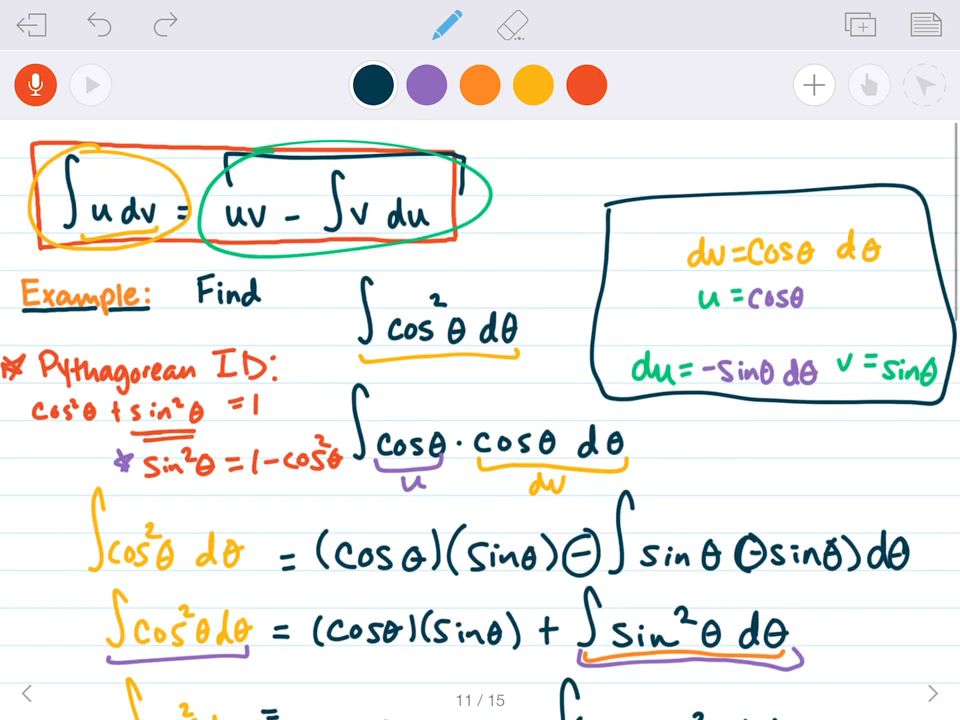 ∫ u dv = uv - ∫ v du
dv = cosθ dθ
u = cosθ
du = -sinθ dθ v = sinθ
Example: Find ∫ cos²θ dθ
* Pythagorean ID:
cos²θ + sin²θ = 1
* sin²θ = 1 - cos²θ
∫ cosθ · cosθ dθ
u dv
∫ cos²θ dθ = (cosθ)(sinθ) - ∫ sinθ (-sinθ) dθ
∫ cos²θ dθ = (cosθ)(sinθ) + ∫ sin²θ dθ
11 / 15